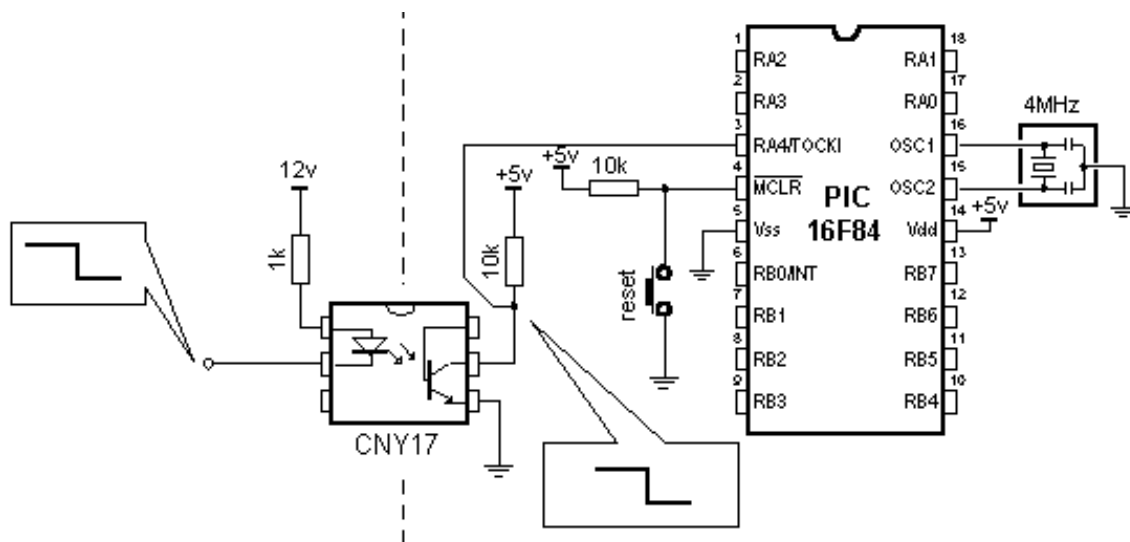 12v
1k
CNY17
+5v
10k
+5v
10k
reset
1
RA2
2
RA3
3
RA4/TOCKI
4
MCLR
5
Vss
6
RB0/INT
7
RB1
8
RB2
9
RB3
PIC
16F84
18
RA1
17
RA0
16
OSC1
15
OSC2
14
Vdd
13
RB7
12
RB6
11
RB5
10
RB4
4MHz
+5v